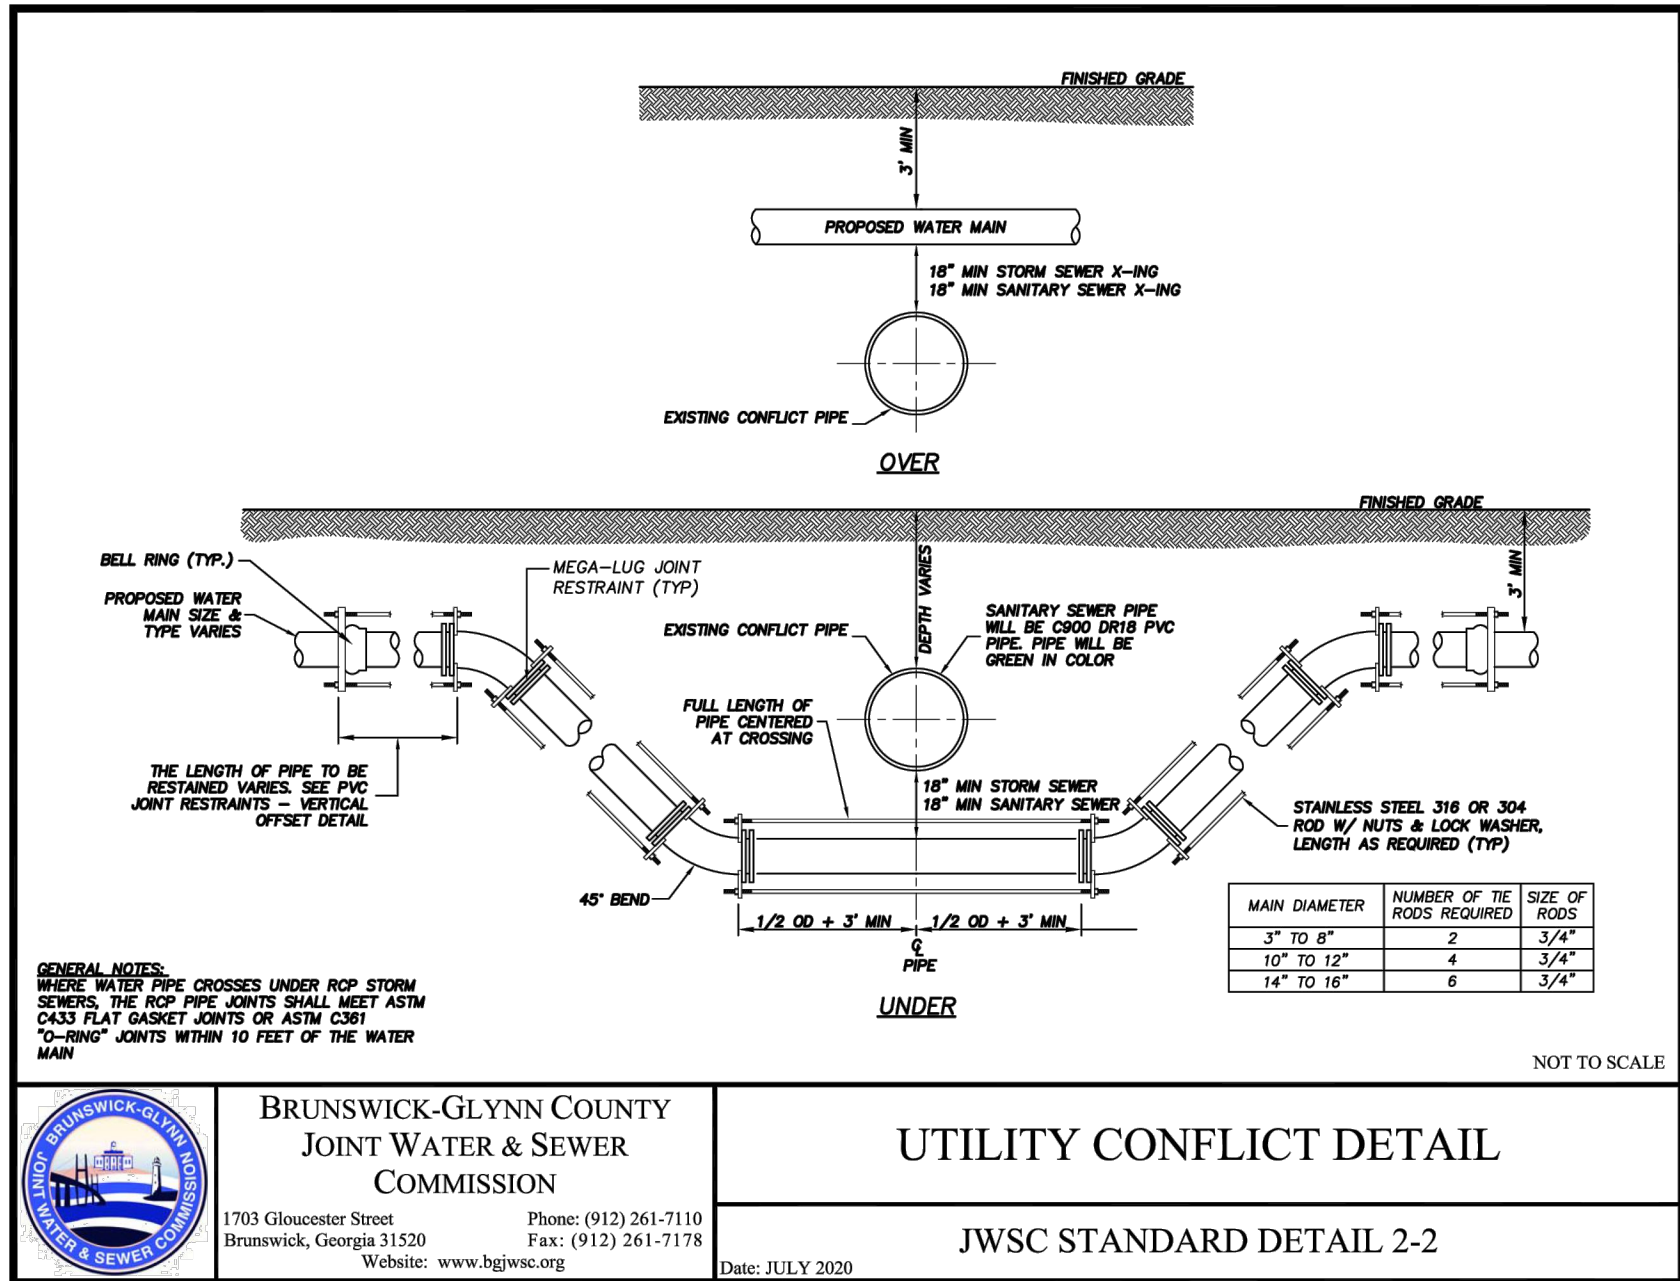 FINISHED GRADE
3' MIN
PROPOSED WATER MAIN
18" MIN STORM SEWER X-ING
18" MIN SANITARY SEWER X-ING
EXISTING CONFLICT PIPE
OVER
FINISHED GRADE
BELL RING (TYP.)
PROPOSED WATER
MAIN SIZE &
TYPE VARIES
MEGA-LUG JOINT
RESTRAINT (TYP)
EXISTING CONFLICT PIPE
DEPTH VARIES
SANITARY SEWER PIPE
WILL BE C900 DR18 PVC
PIPE. PIPE WILL BE
GREEN IN COLOR
3' MIN
FULL LENGTH OF
PIPE CENTERED
AT CROSSING
THE LENGTH OF PIPE TO BE
RESTAINED VARIES. SEE PVC
JOINT RESTRAINTS - VERTICAL
OFFSET DETAIL
18" MIN STORM SEWER
18" MIN SANITARY SEWER
STAINLESS STEEL 316 OR 304
ROD W/ NUTS & LOCK WASHER,
LENGTH AS REQUIRED (TYP)
45° BEND
1/2 OD + 3' MIN
1/2 OD + 3' MIN
℄
PIPE
UNDER
MAIN DIAMETER NUMBER OF TIE RODS REQUIRED SIZE OF RODS
3" TO 8" 2 3/4"
10" TO 12" 4 3/4"
14" TO 16" 6 3/4"
GENERAL NOTES:
WHERE WATER PIPE CROSSES UNDER RCP STORM
SEWERS, THE RCP PIPE JOINTS SHALL MEET ASTM
C433 FLAT GASKET JOINTS OR ASTM C361
"O-RING" JOINTS WITHIN 10 FEET OF THE WATER
MAIN
NOT TO SCALE
BRUNSWICK-GLYNN
JOINT WATER & SEWER COMMISSION
BRUNSWICK-GLYNN COUNTY
JOINT WATER & SEWER
COMMISSION
1703 Gloucester Street Phone: (912) 261-7110
Brunswick, Georgia 31520 Fax: (912) 261-7178
Website: www.bgjwsc.org
UTILITY CONFLICT DETAIL
JWSC STANDARD DETAIL 2-2
Date: JULY 2020